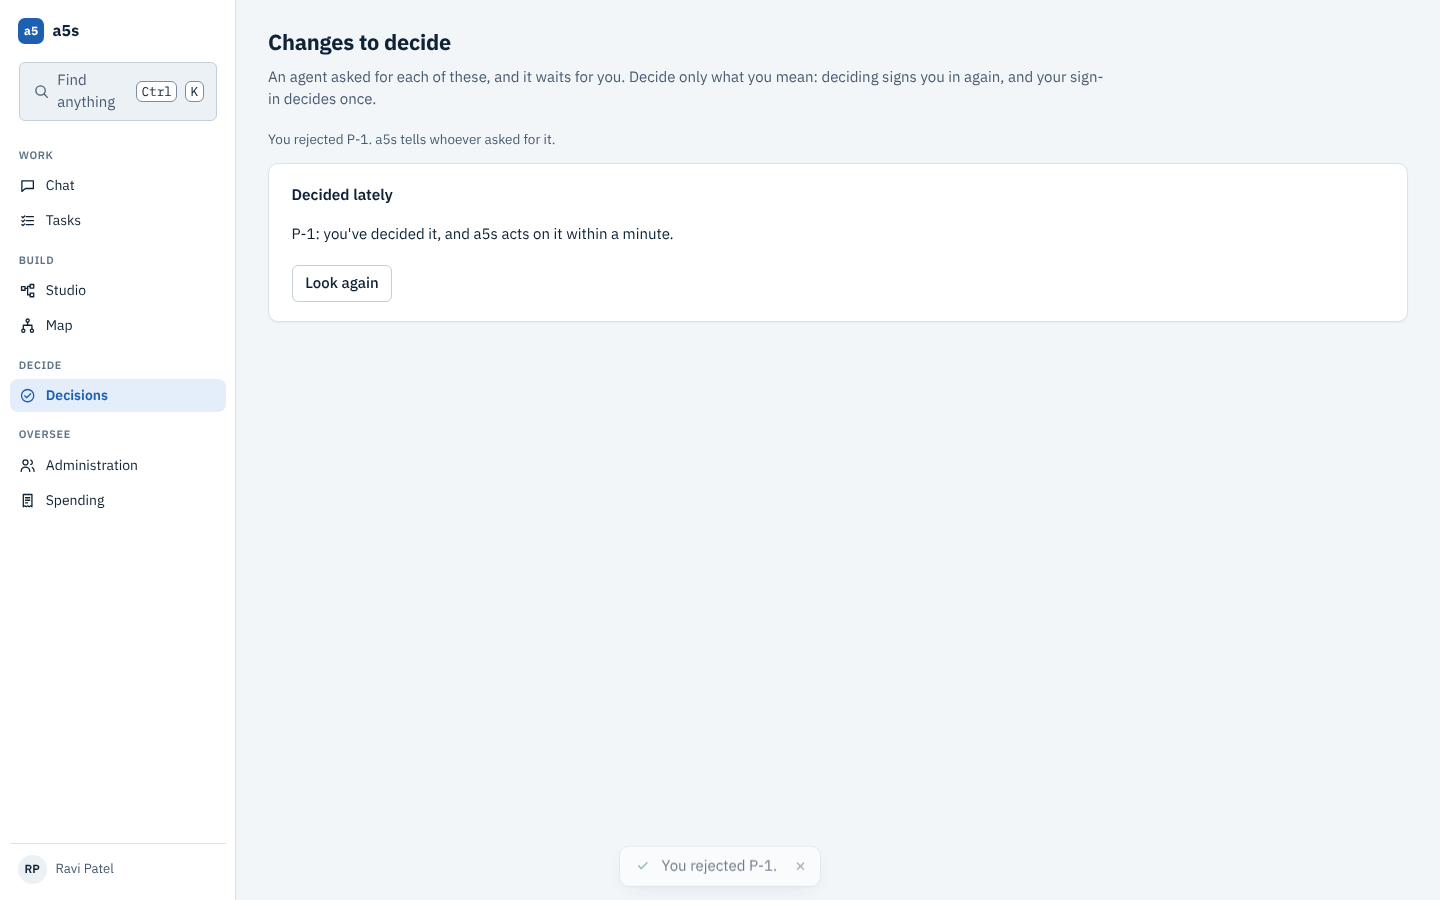 a5 a5s
Find
anything
Ctrl K
WORK
Chat
Tasks
BUILD
Studio
Map
DECIDE
Decisions
OVERSEE
Administration
Spending
RP Ravi Patel
Changes to decide
An agent asked for each of these, and it waits for you. Decide only what you mean: deciding signs you in again, and your sign-
in decides once.
You rejected P-1. a5s tells whoever asked for it.
Decided lately
P-1: you've decided it, and a5s acts on it within a minute.
Look again
You rejected P-1.